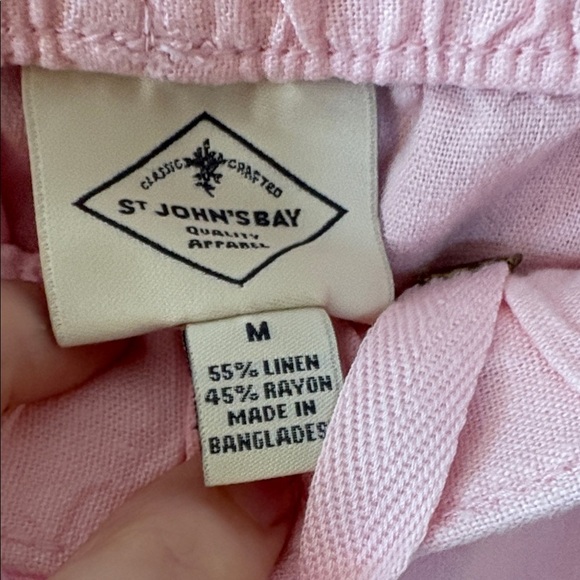 CLASSIC CRAFTED
ST JOHN'S BAY
QUALITY
APPAREL
M
55% LINEN
45% RAYON
MADE IN
BANGLADES